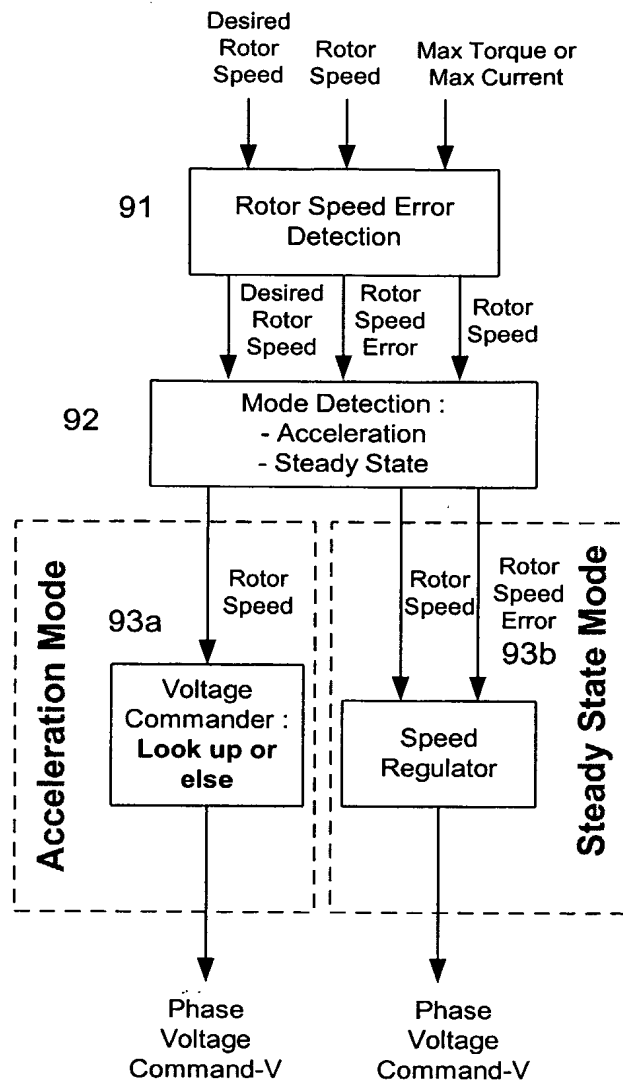 Desired
Rotor
Speed
Rotor
Speed
Max Torque or
Max Current
91
Rotor Speed Error
Detection
Desired
Rotor
Speed
Rotor
Speed
Error
Rotor
Speed
92
Mode Detection :
- Acceleration
- Steady State
Acceleration Mode
Rotor
Speed
93a
Voltage
Commander :
Look up or
else
Rotor
Speed
Rotor
Speed
Error
93b
Speed
Regulator
Steady State Mode
Phase
Voltage
Command-V
Phase
Voltage
Command-V